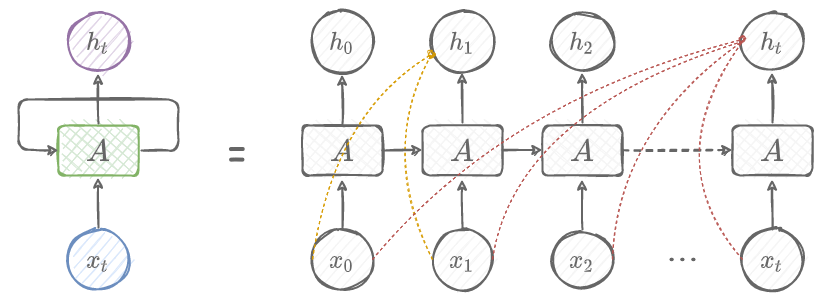 h_t h_0 h_1 h_2 h_t
A = A A A A
x_t x_0 x_1 x_2 ... x_t